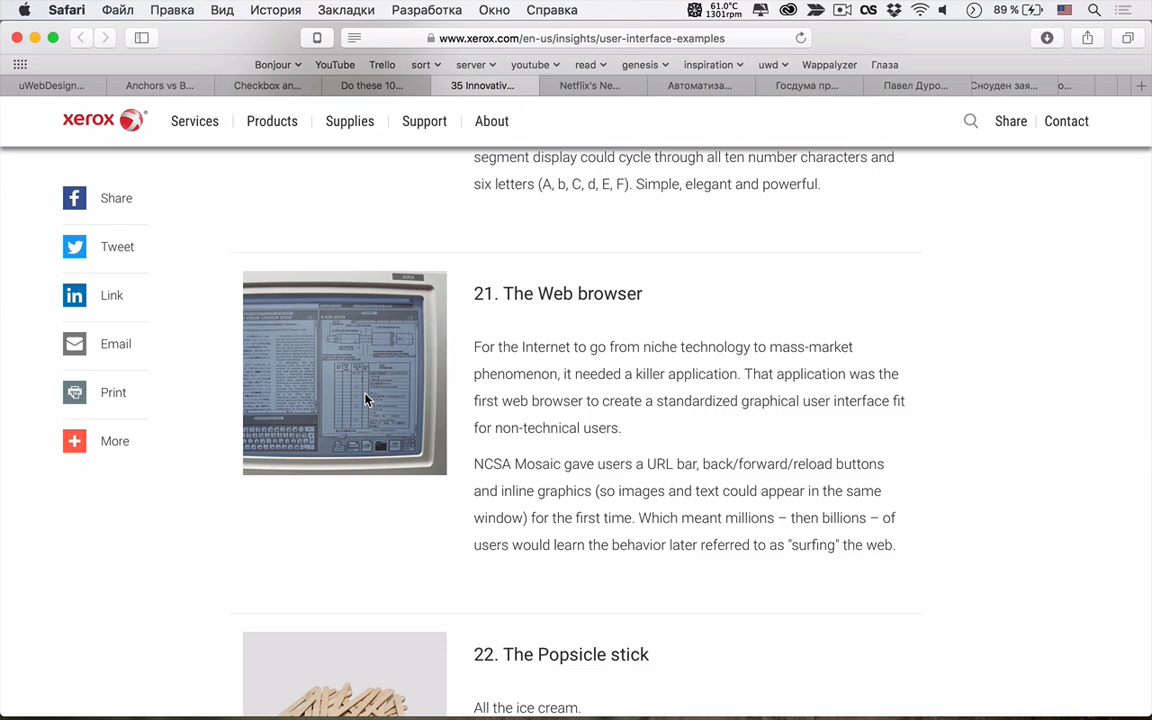 Safari Файл Правка Вид История Закладки Разработка Окно Справка 61.0°C 1301rpm 89 %
www.xerox.com/en-us/insights/user-interface-examples
Bonjour YouTube Trello sort server youtube read genesis inspiration uwd Wappalyzer Глаза
uWebDesign... Anchors vs B... Checkbox an... Do these 10... 35 Innovativ... Netflix's Ne... Автоматиза... Госдума пр... Павел Дуро... Сноуден зая... о...
xerox Services Products Supplies Support About Share Contact
segment display could cycle through all ten number characters and
six letters (A, b, C, d, E, F). Simple, elegant and powerful.
Share
Tweet
Link
Email
Print
More
21. The Web browser
For the Internet to go from niche technology to mass-market
phenomenon, it needed a killer application. That application was the
first web browser to create a standardized graphical user interface fit
for non-technical users.
NCSA Mosaic gave users a URL bar, back/forward/reload buttons
and inline graphics (so images and text could appear in the same
window) for the first time. Which meant millions – then billions – of
users would learn the behavior later referred to as "surfing" the web.
22. The Popsicle stick
All the ice cream.